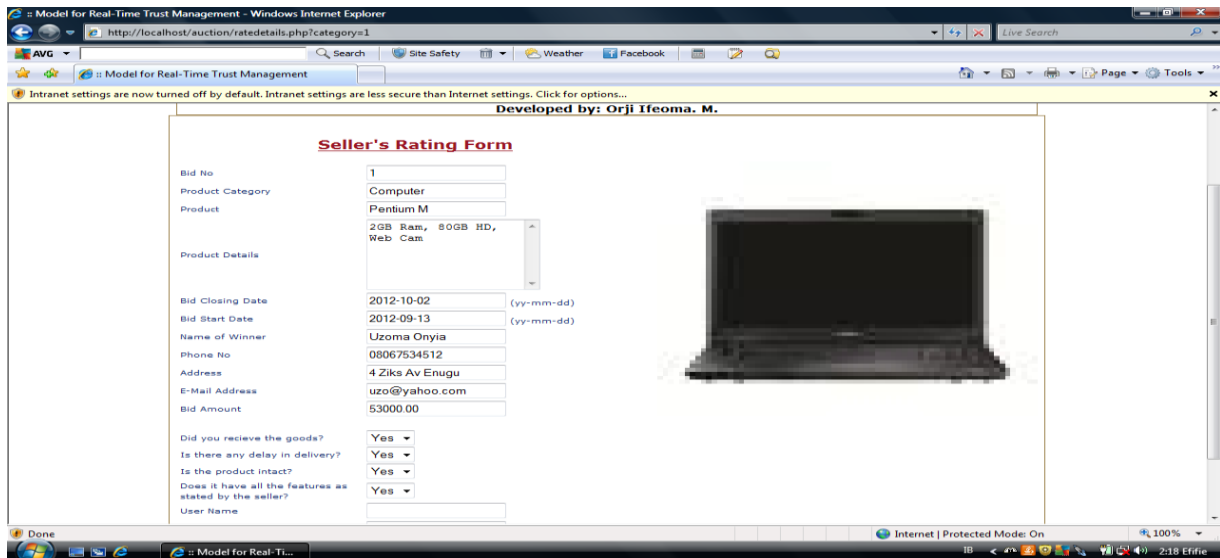 :: Model for Real-Time Trust Management - Windows Internet Explorer
http://localhost/auction/ratedetails.php?category=1
Live Search
AVG
Search
Site Safety
Weather
Facebook
:: Model for Real-Time Trust Management
Page
Tools
Intranet settings are now turned off by default. Intranet settings are less secure than Internet settings. Click for options...
Developed by: Orji Ifeoma. M.
Seller's Rating Form
Bid No 1
Product Category Computer
Product Pentium M
Product Details 2GB Ram, 80GB HD,
Web Cam
Bid Closing Date 2012-10-02 (yy-mm-dd)
Bid Start Date 2012-09-13 (yy-mm-dd)
Name of Winner Uzoma Onyia
Phone No 08067534512
Address 4 Ziks Av Enugu
E-Mail Address uzo@yahoo.com
Bid Amount 53000.00
Did you recieve the goods? Yes
Is there any delay in delivery? Yes
Is the product intact? Yes
Does it have all the features as
stated by the seller? Yes
User Name
Done
Internet | Protected Mode: On
100%
:: Model for Real-Ti...
IB
2:18 Efifie